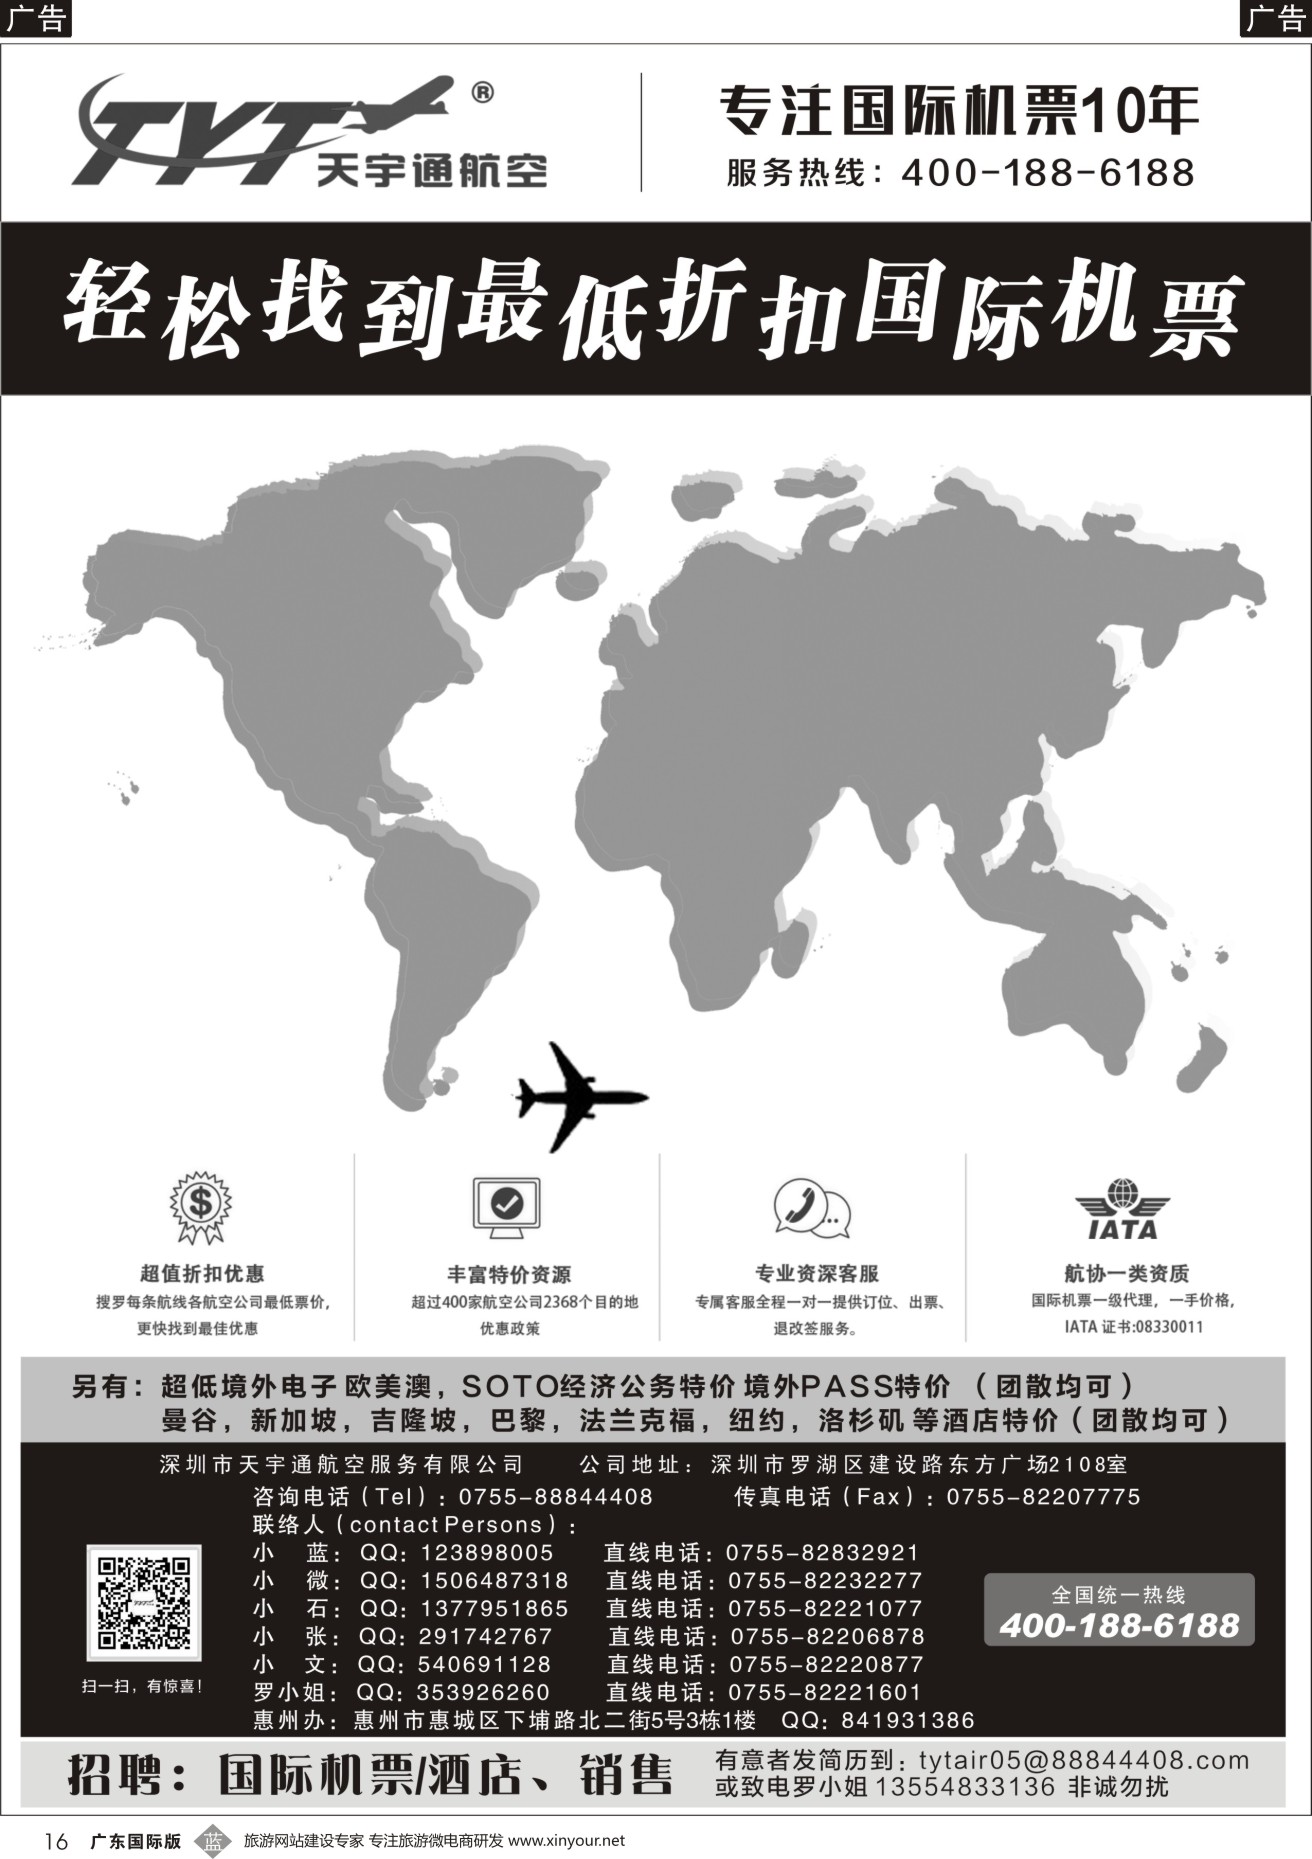 广告
广告
TYT®
天宇通航空
专注国际机票10年
服务热线：400-188-6188
轻松找到最低折扣国际机票
超值折扣优惠
搜罗每条航线各航空公司最低票价，
更快找到最佳优惠
丰富特价资源
超过400家航空公司2368个目的地
优惠政策
专业资深客服
专属客服全程一对一提供订位、出票、
退改签服务。
IATA
航协一类资质
国际机票一级代理，一手价格，
IATA 证书:08330011
另有：超低境外电子 欧美澳，SOTO经济公务特价 境外PASS特价 （团散均可）
曼谷，新加坡，吉隆坡，巴黎，法兰克福，纽约，洛杉矶 等酒店特价（团散均可）
深圳市天宇通航空服务有限公司 公司地址：深圳市罗湖区建设路东方广场2108室
咨询电话（Tel）：0755-88844408 传真电话（Fax）：0755-82207775
联络人（contact Persons）：
小 蓝： QQ：123898005 直线电话：0755-82832921
小 微： QQ：1506487318 直线电话：0755-82232277
小 石： QQ：1377951865 直线电话：0755-82221077
小 张： QQ：291742767 直线电话：0755-82206878
小 文： QQ：540691128 直线电话：0755-82220877
罗小姐： QQ：353926260 直线电话：0755-82221601
惠州办：惠州市惠城区下埔路北二街5号3栋1楼 QQ：841931386
扫一扫，有惊喜！
全国统一热线
400-188-6188
招聘：国际机票/酒店、销售
有意者发简历到：tytair05@88844408.com
或致电罗小姐 13554833136 非诚勿扰
16 广东国际版 蓝 旅游网站建设专家 专注旅游微电商研发 www.xinyour.net